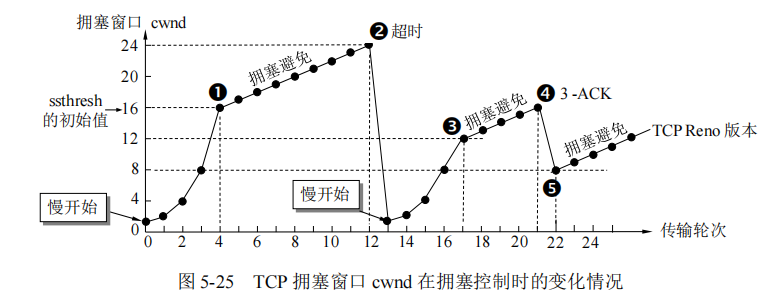 拥塞窗口 cwnd
❷ 超时
24
20
ssthresh
的初始值
16
12
8
4
0
❶
拥塞避免
❸
拥塞避免
❹ 3-ACK
拥塞避免
TCP Reno 版本
❺
慢开始
慢开始
0 2 4 6 8 10 12 14 16 18 20 22 24
传输轮次
图 5-25 TCP 拥塞窗口 cwnd 在拥塞控制时的变化情况